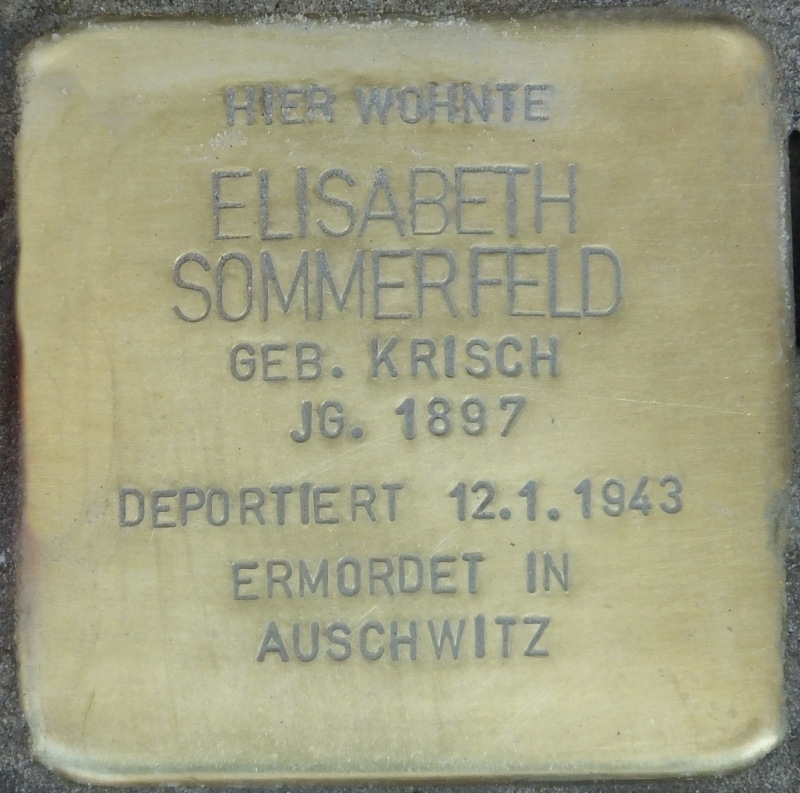 HIER WOHNTE
ELISABETH
SOMMERFELD
GEB. KRISCH
JG. 1897
DEPORTIERT 12.1.1943
ERMORDET IN
AUSCHWITZ